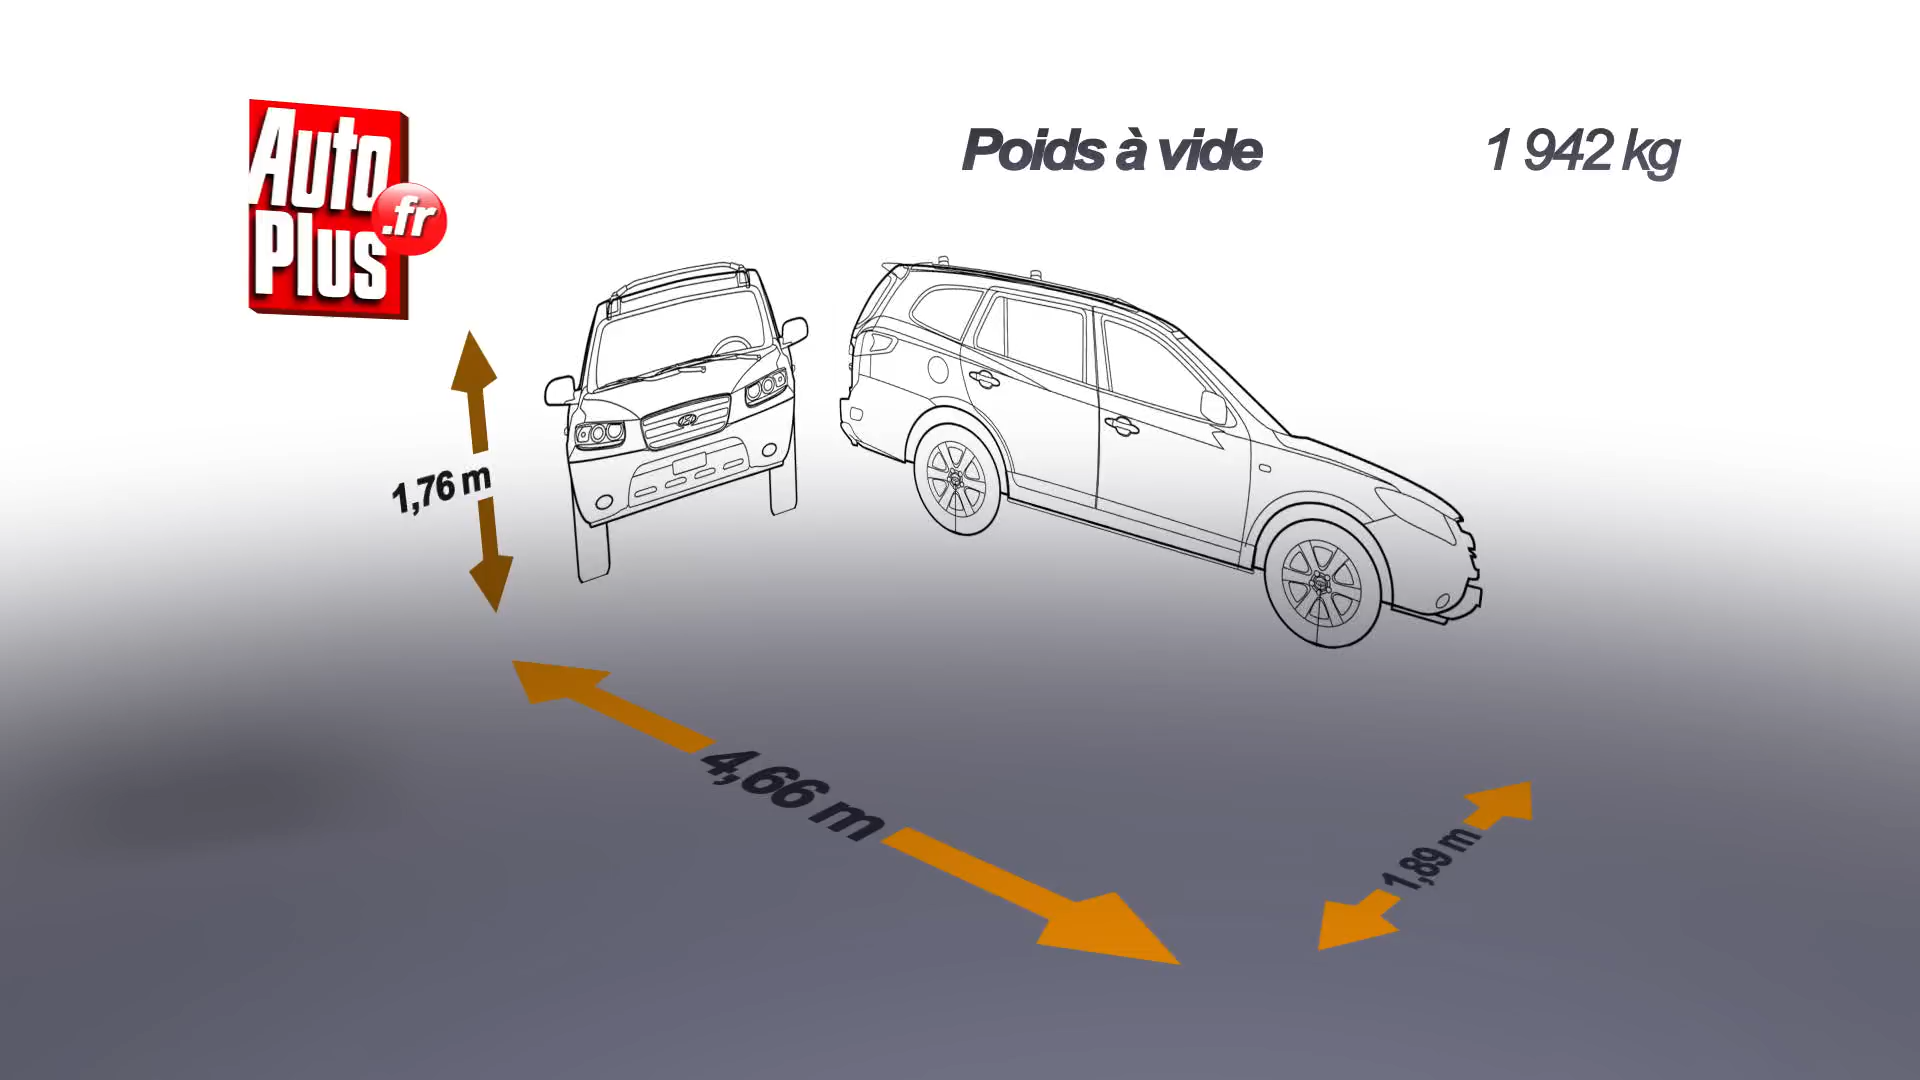 Auto
Plus
.fr
Poids à vide 1 942 kg
1,76 m
4,66 m
1,89 m